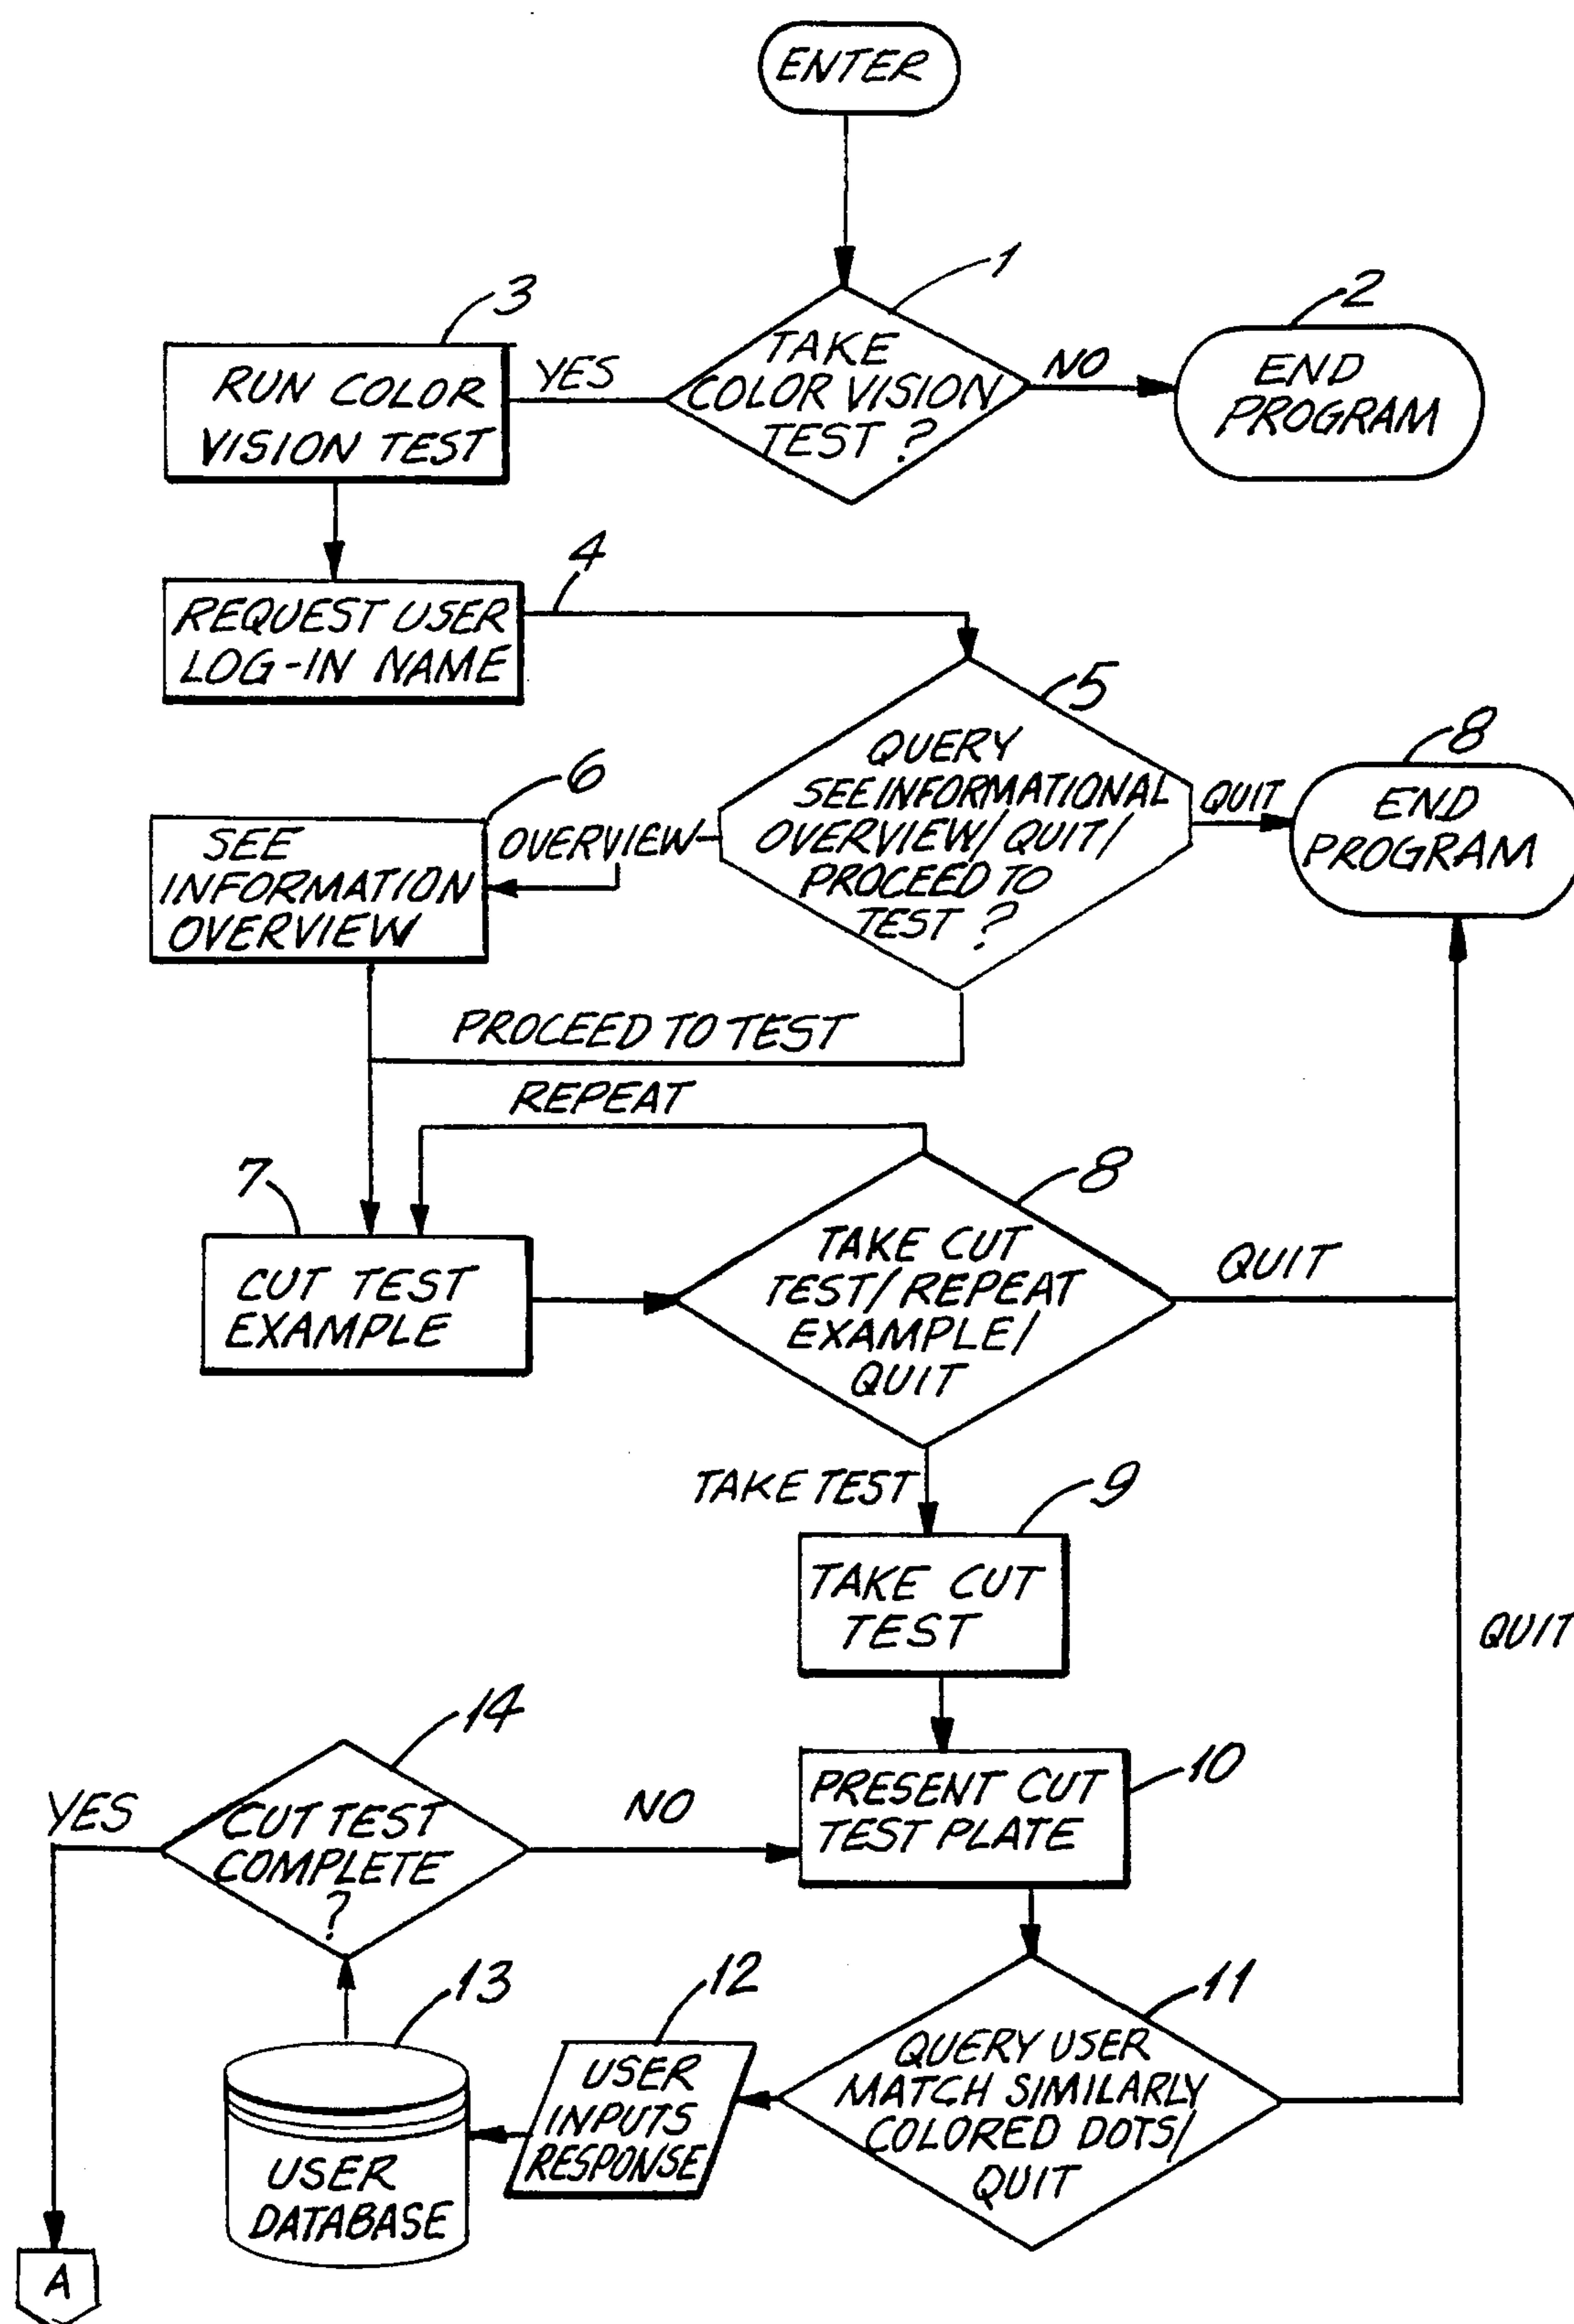 ENTER
1
TAKE
COLOR VISION
TEST ?
NO
2
END
PROGRAM
YES
3
RUN COLOR
VISION TEST
4
REQUEST USER
LOG-IN NAME
5
QUERY
SEE INFORMATIONAL
OVERVIEW/ QUIT/
PROCEED TO
TEST ?
QUIT
8
END
PROGRAM
OVERVIEW
6
SEE
INFORMATION
OVERVIEW
PROCEED TO TEST
REPEAT
7
CUT TEST
EXAMPLE
8
TAKE CUT
TEST/ REPEAT
EXAMPLE/
QUIT
QUIT
TAKE TEST
9
TAKE CUT
TEST
QUIT
10
PRESENT CUT
TEST PLATE
14
CUT TEST
COMPLETE
?
NO
YES
11
QUERY USER
MATCH SIMILARLY
COLORED DOTS/
QUIT
12
USER
INPUTS
RESPONSE
13
USER
DATABASE
A